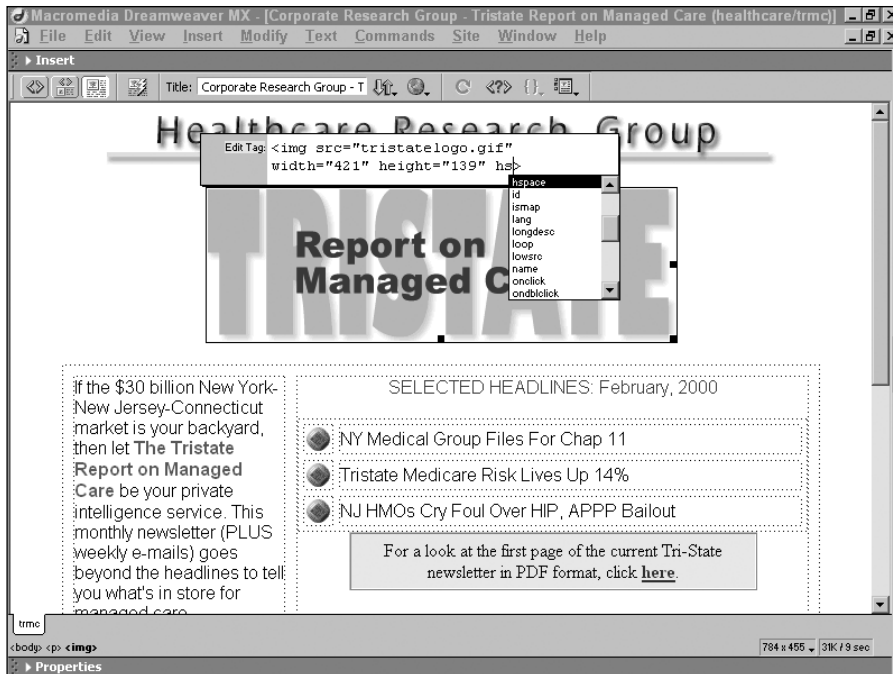 Macromedia Dreamweaver MX - [Corporate Research Group - Tristate Report on Managed Care (healthcare/trmc)]
File Edit View Insert Modify Text Commands Site Window Help
Insert
Title: Corporate Research Group - T
Healthcare Research Group
Edit Tag: <img src="tristatelogo.gif"
width="421" height="139" hs>
hspace
id
ismap
lang
longdesc
loop
lowsrc
name
onclick
ondblclick
TRISTATE
Report on
Managed C
If the $30 billion New York-
New Jersey-Connecticut
market is your backyard,
then let The Tristate
Report on Managed
Care be your private
intelligence service. This
monthly newsletter (PLUS
weekly e-mails) goes
beyond the headlines to tell
you what's in store for
managed care
SELECTED HEADLINES: February, 2000
NY Medical Group Files For Chap 11
Tristate Medicare Risk Lives Up 14%
NJ HMOs Cry Foul Over HIP, APPP Bailout
For a look at the first page of the current Tri-State
newsletter in PDF format, click here.
trmc
<body> <p> <img>
784 x 455 31K / 9 sec
Properties